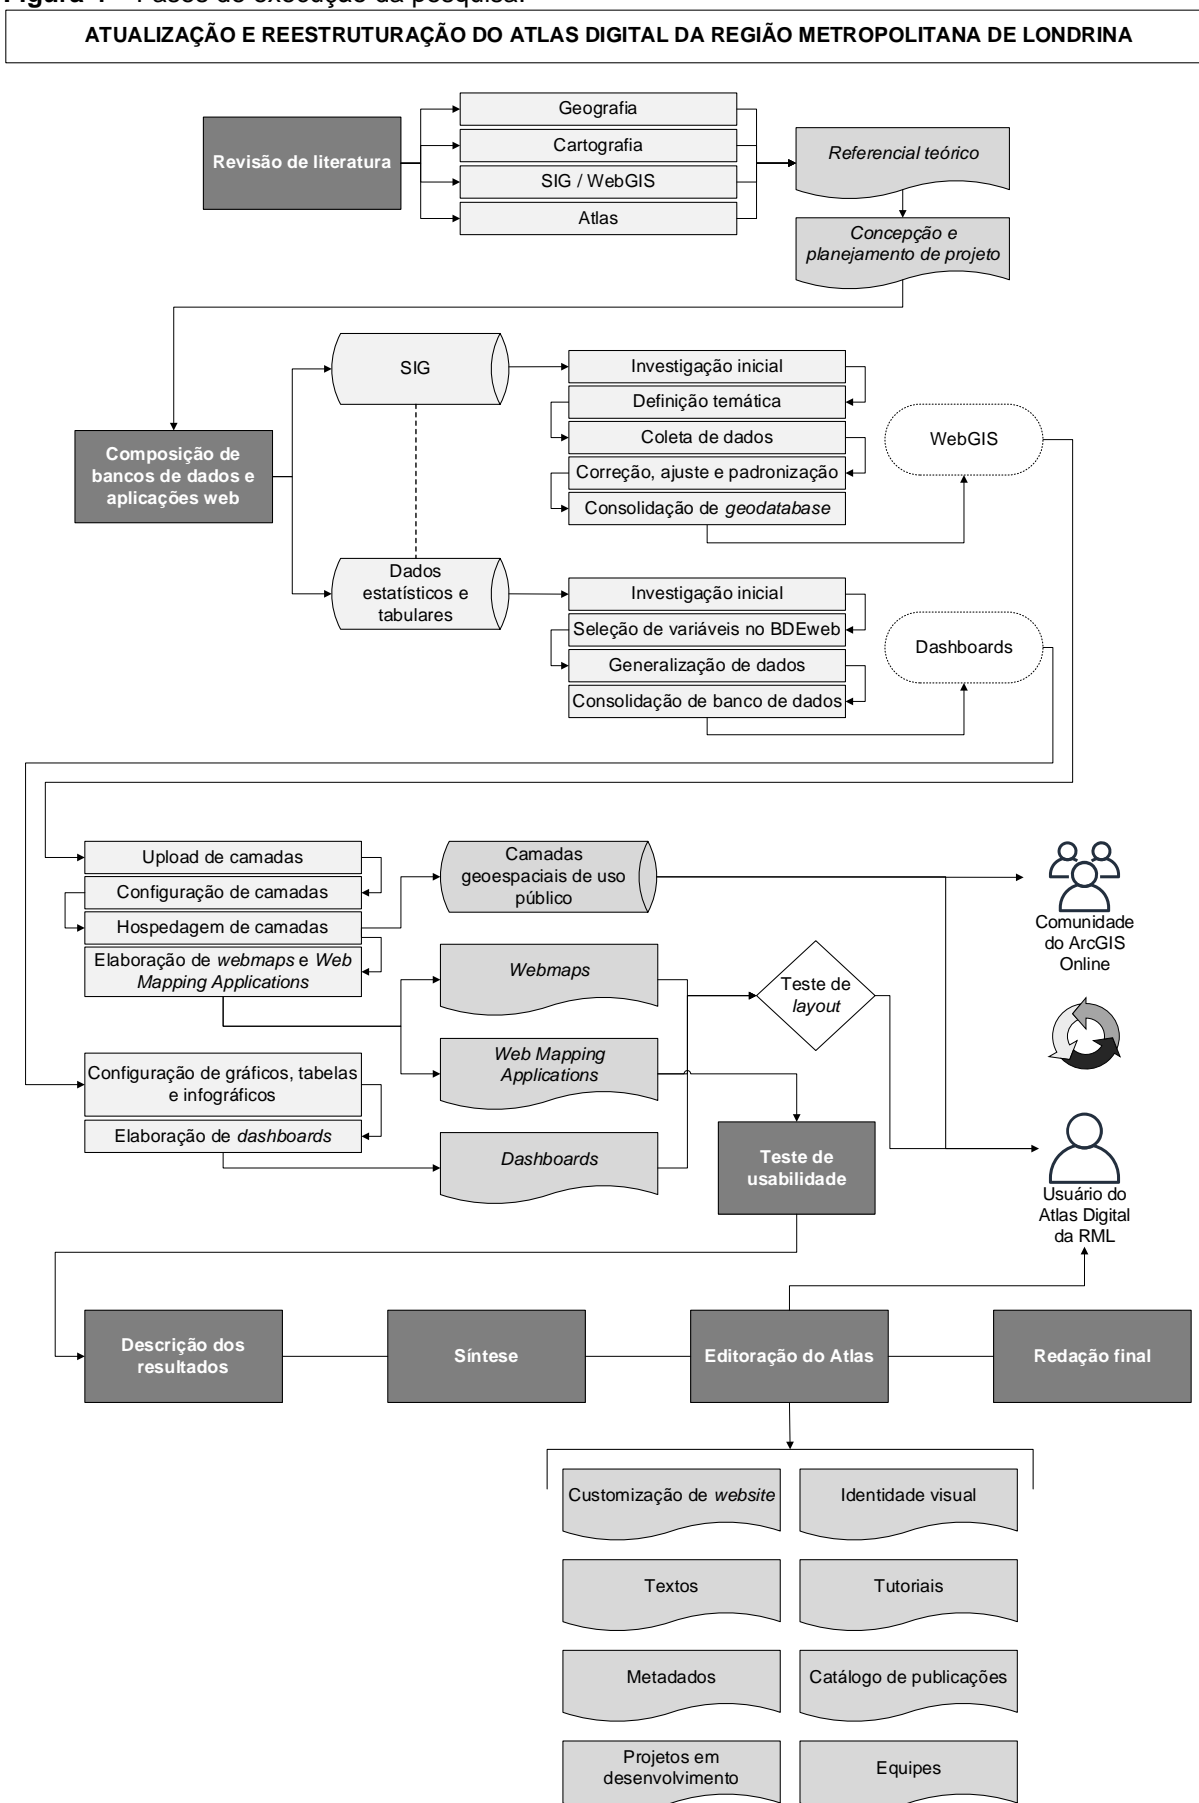 Figura 4 – Fases de execução da pesquisa.
ATUALIZAÇÃO E REESTRUTURAÇÃO DO ATLAS DIGITAL DA REGIÃO METROPOLITANA DE LONDRINA
Revisão de literatura
Geografia
Cartografia
SIG / WebGIS
Atlas
Referencial teórico
Concepção e
planejamento de projeto
Composição de
bancos de dados e
aplicações web
SIG
Investigação inicial
Definição temática
Coleta de dados
Correção, ajuste e padronização
Consolidação de geodatabase
WebGIS
Dados
estatísticos e
tabulares
Investigação inicial
Seleção de variáveis no BDEweb
Generalização de dados
Consolidação de banco de dados
Dashboards
Upload de camadas
Configuração de camadas
Hospedagem de camadas
Elaboração de webmaps e Web
Mapping Applications
Camadas
geoespaciais de uso
público
Webmaps
Web Mapping
Applications
Configuração de gráficos, tabelas
e infográficos
Elaboração de dashboards
Dashboards
Teste de
layout
Teste de
usabilidade
Comunidade
do ArcGIS
Online
Usuário do
Atlas Digital
da RML
Descrição dos
resultados
Síntese
Editoração do Atlas
Redação final
Customização de website
Identidade visual
Textos
Tutoriais
Metadados
Catálogo de publicações
Projetos em
desenvolvimento
Equipes